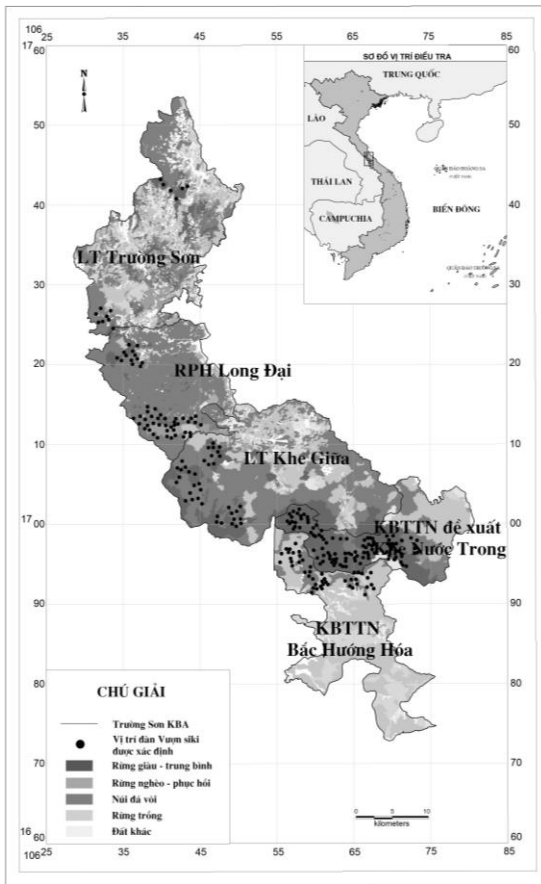 106
25 35 45 55 65 75 85
17
60
60
N
50
50
40
40
30
30
20
20
10
10
17 00
00
90
90
80
80
70
70
16
60
60
106
25 35 45 55 65 75 85
SƠ ĐỒ VỊ TRÍ ĐIỀU TRA
TRUNG QUỐC
LÀO
THÁI LAN
CAMPUCHIA
BIỂN ĐÔNG
LT Trường Sơn
RPH Long Đại
LT Khe Giữa
KBTTN đề xuất
Khe Nước Trong
KBTTN
Bắc Hướng Hóa
CHÚ GIẢI
Trường Sơn KBA
Vị trí đàn Vượn siki
được xác định
Rừng giàu - trung bình
Rừng nghèo - phục hồi
Núi đá vôi
Rừng trồng
Đất khác
0 5 10
kilometers